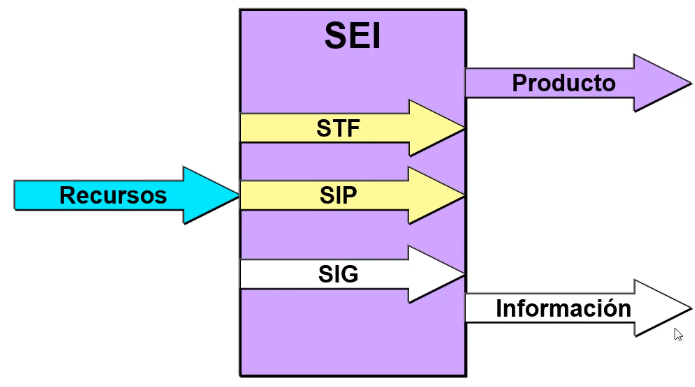 SEI
Producto
STF
Recursos
SIP
SIG
Información